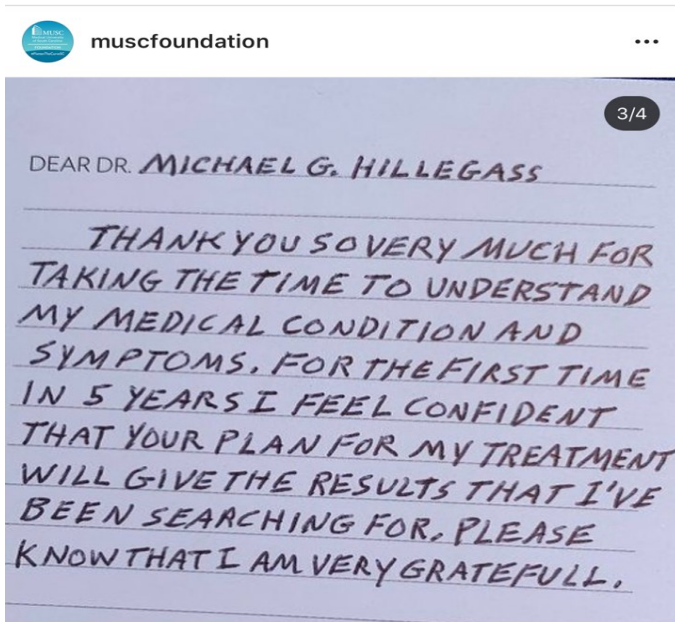 MUSC
muscfoundation
3/4
DEAR DR. MICHAEL G. HILLEGASS
THANK YOU SO VERY MUCH FOR
TAKING THE TIME TO UNDERSTAND
MY MEDICAL CONDITION AND
SYMPTOMS. FOR THE FIRST TIME
IN 5 YEARS I FEEL CONFIDENT
THAT YOUR PLAN FOR MY TREATMENT
WILL GIVE THE RESULTS THAT I'VE
BEEN SEARCHING FOR. PLEASE
KNOW THAT I AM VERY GRATEFULL.